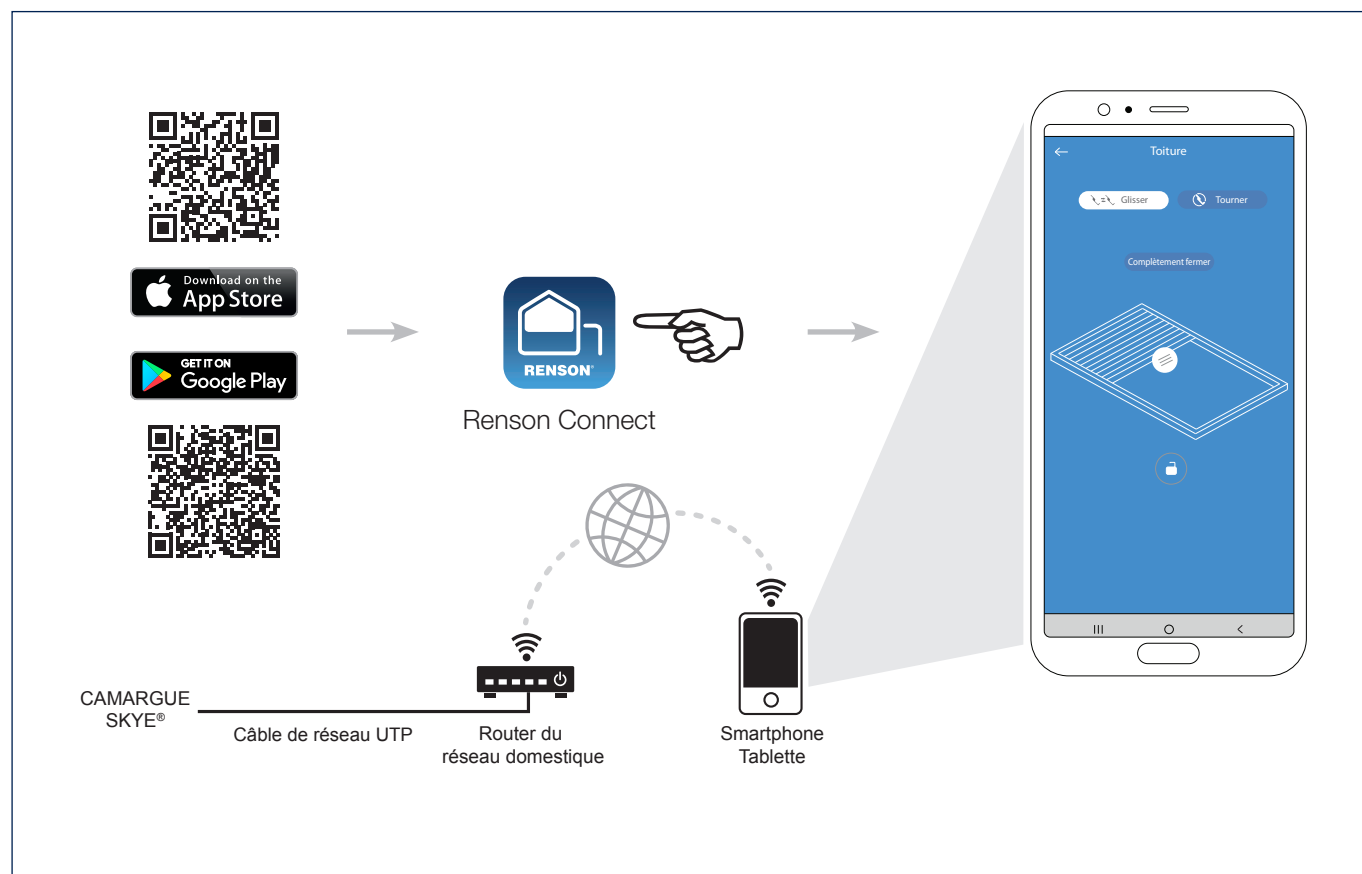 Download on the
App Store
GET IT ON
Google Play
RENSON®
Renson Connect
Toiture
Glisser
Tourner
Complètement fermer
CAMARGUE
SKYE®
Câble de réseau UTP
Router du
réseau domestique
Smartphone
Tablette